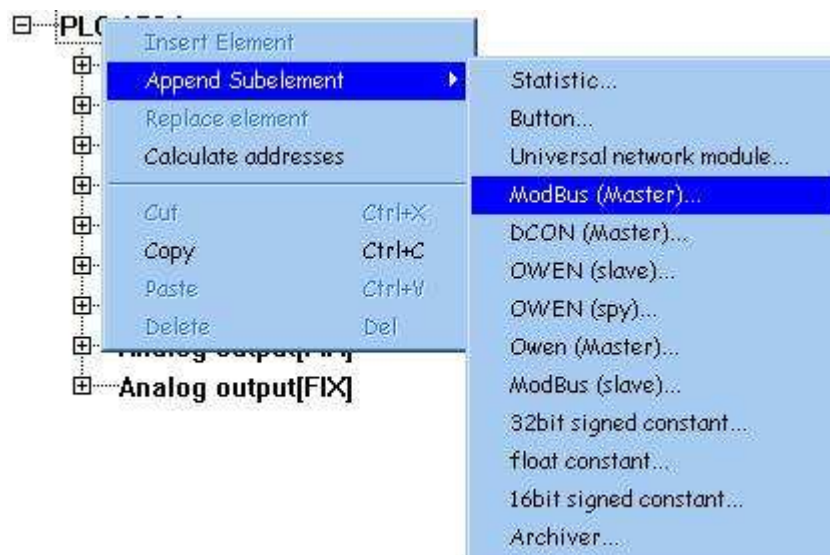 PLC
Insert Element
Append Subelement
Replace element
Calculate addresses
Cut Ctrl+X
Copy Ctrl+C
Paste Ctrl+V
Delete Del
Analog output[FIX]
Statistic...
Button...
Universal network module...
ModBus (Master)...
DCON (Master)...
OWEN (slave)...
OWEN (spy)...
Owen (Master)...
ModBus (slave)...
32bit signed constant...
float constant...
16bit signed constant...
Archiver...